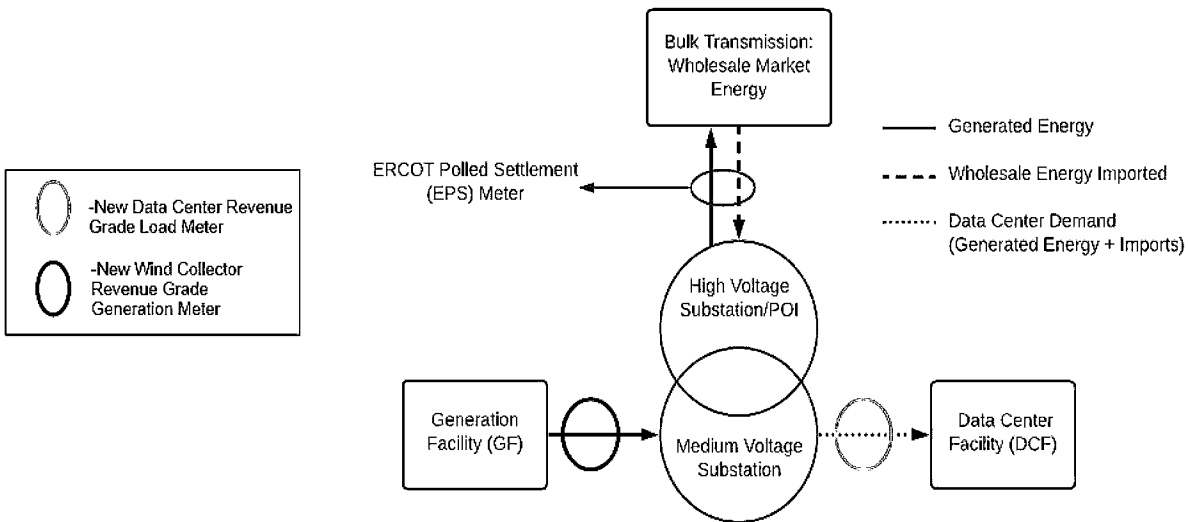 Bulk Transmission:
Wholesale Market
Energy
Generated Energy
Wholesale Energy Imported
Data Center Demand
(Generated Energy + Imports)
ERCOT Polled Settlement
(EPS) Meter
-New Data Center Revenue
Grade Load Meter
-New Wind Collector
Revenue Grade
Generation Meter
High Voltage
Substation/POI
Generation
Facility (GF)
Medium Voltage
Substation
Data Center
Facility (DCF)